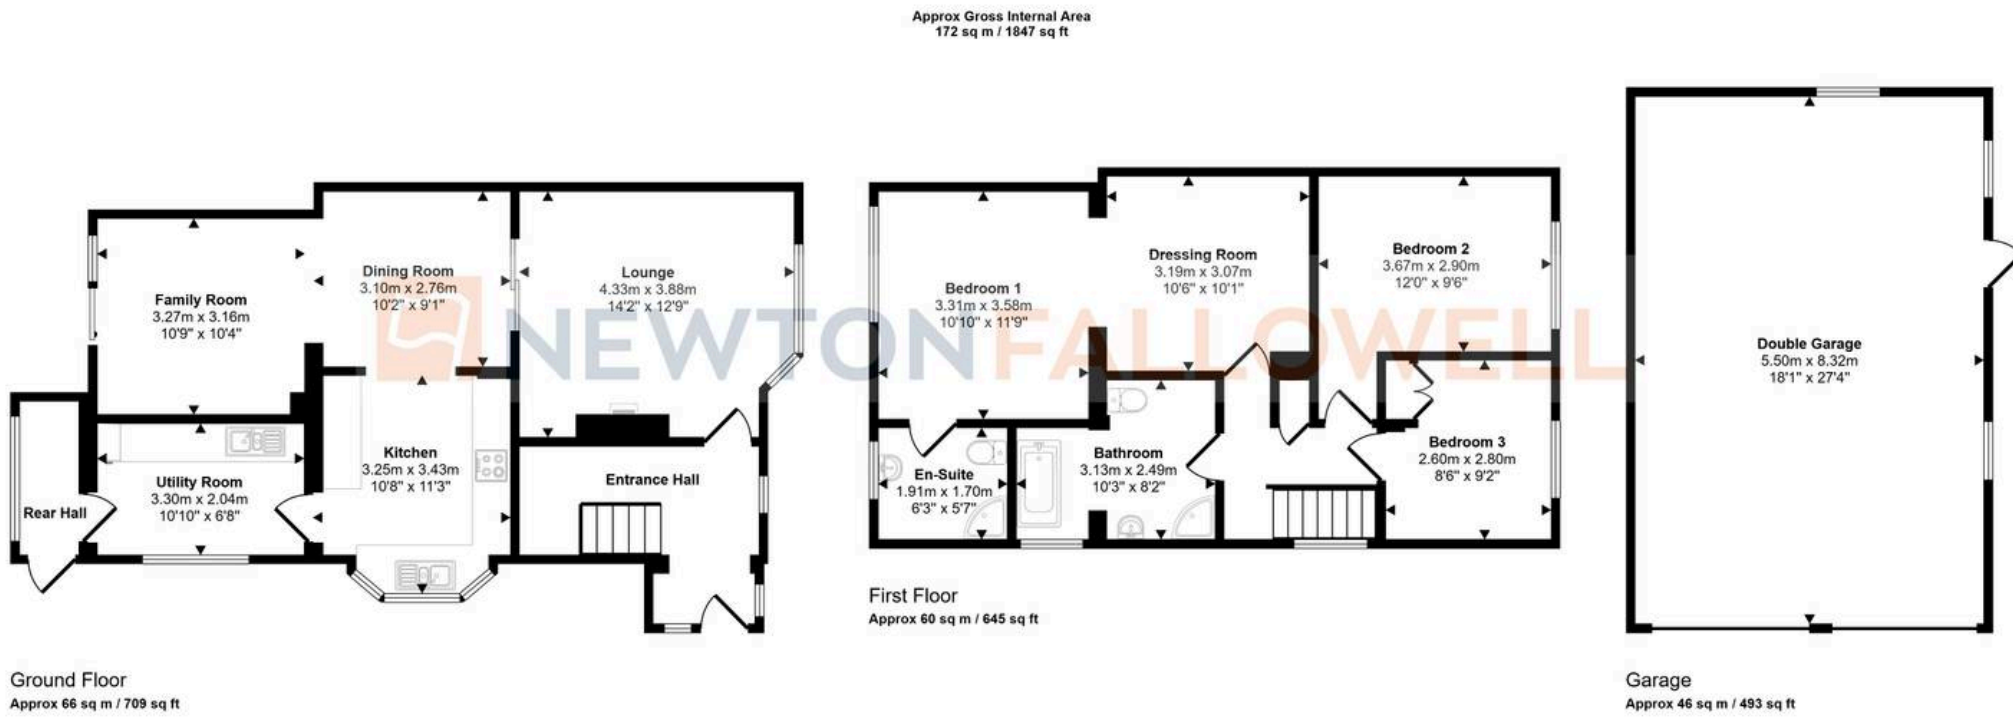 Approx Gross Internal Area
172 sq m / 1847 sq ft
Family Room
3.27m x 3.16m
10'9" x 10'4"
Dining Room
3.10m x 2.76m
10'2" x 9'1"
Lounge
4.33m x 3.88m
14'2" x 12'9"
Rear Hall
Utility Room
3.30m x 2.04m
10'10" x 6'8"
Kitchen
3.25m x 3.43m
10'8" x 11'3"
Entrance Hall
Ground Floor
Approx 66 sq m / 709 sq ft
Bedroom 1
3.31m x 3.58m
10'10" x 11'9"
Dressing Room
3.19m x 3.07m
10'6" x 10'1"
Bedroom 2
3.67m x 2.90m
12'0" x 9'6"
En-Suite
1.91m x 1.70m
6'3" x 5'7"
Bathroom
3.13m x 2.49m
10'3" x 8'2"
Bedroom 3
2.60m x 2.80m
8'6" x 9'2"
First Floor
Approx 60 sq m / 645 sq ft
Double Garage
5.50m x 8.32m
18'1" x 27'4"
Garage
Approx 46 sq m / 493 sq ft
NEWTONFALLOWELL